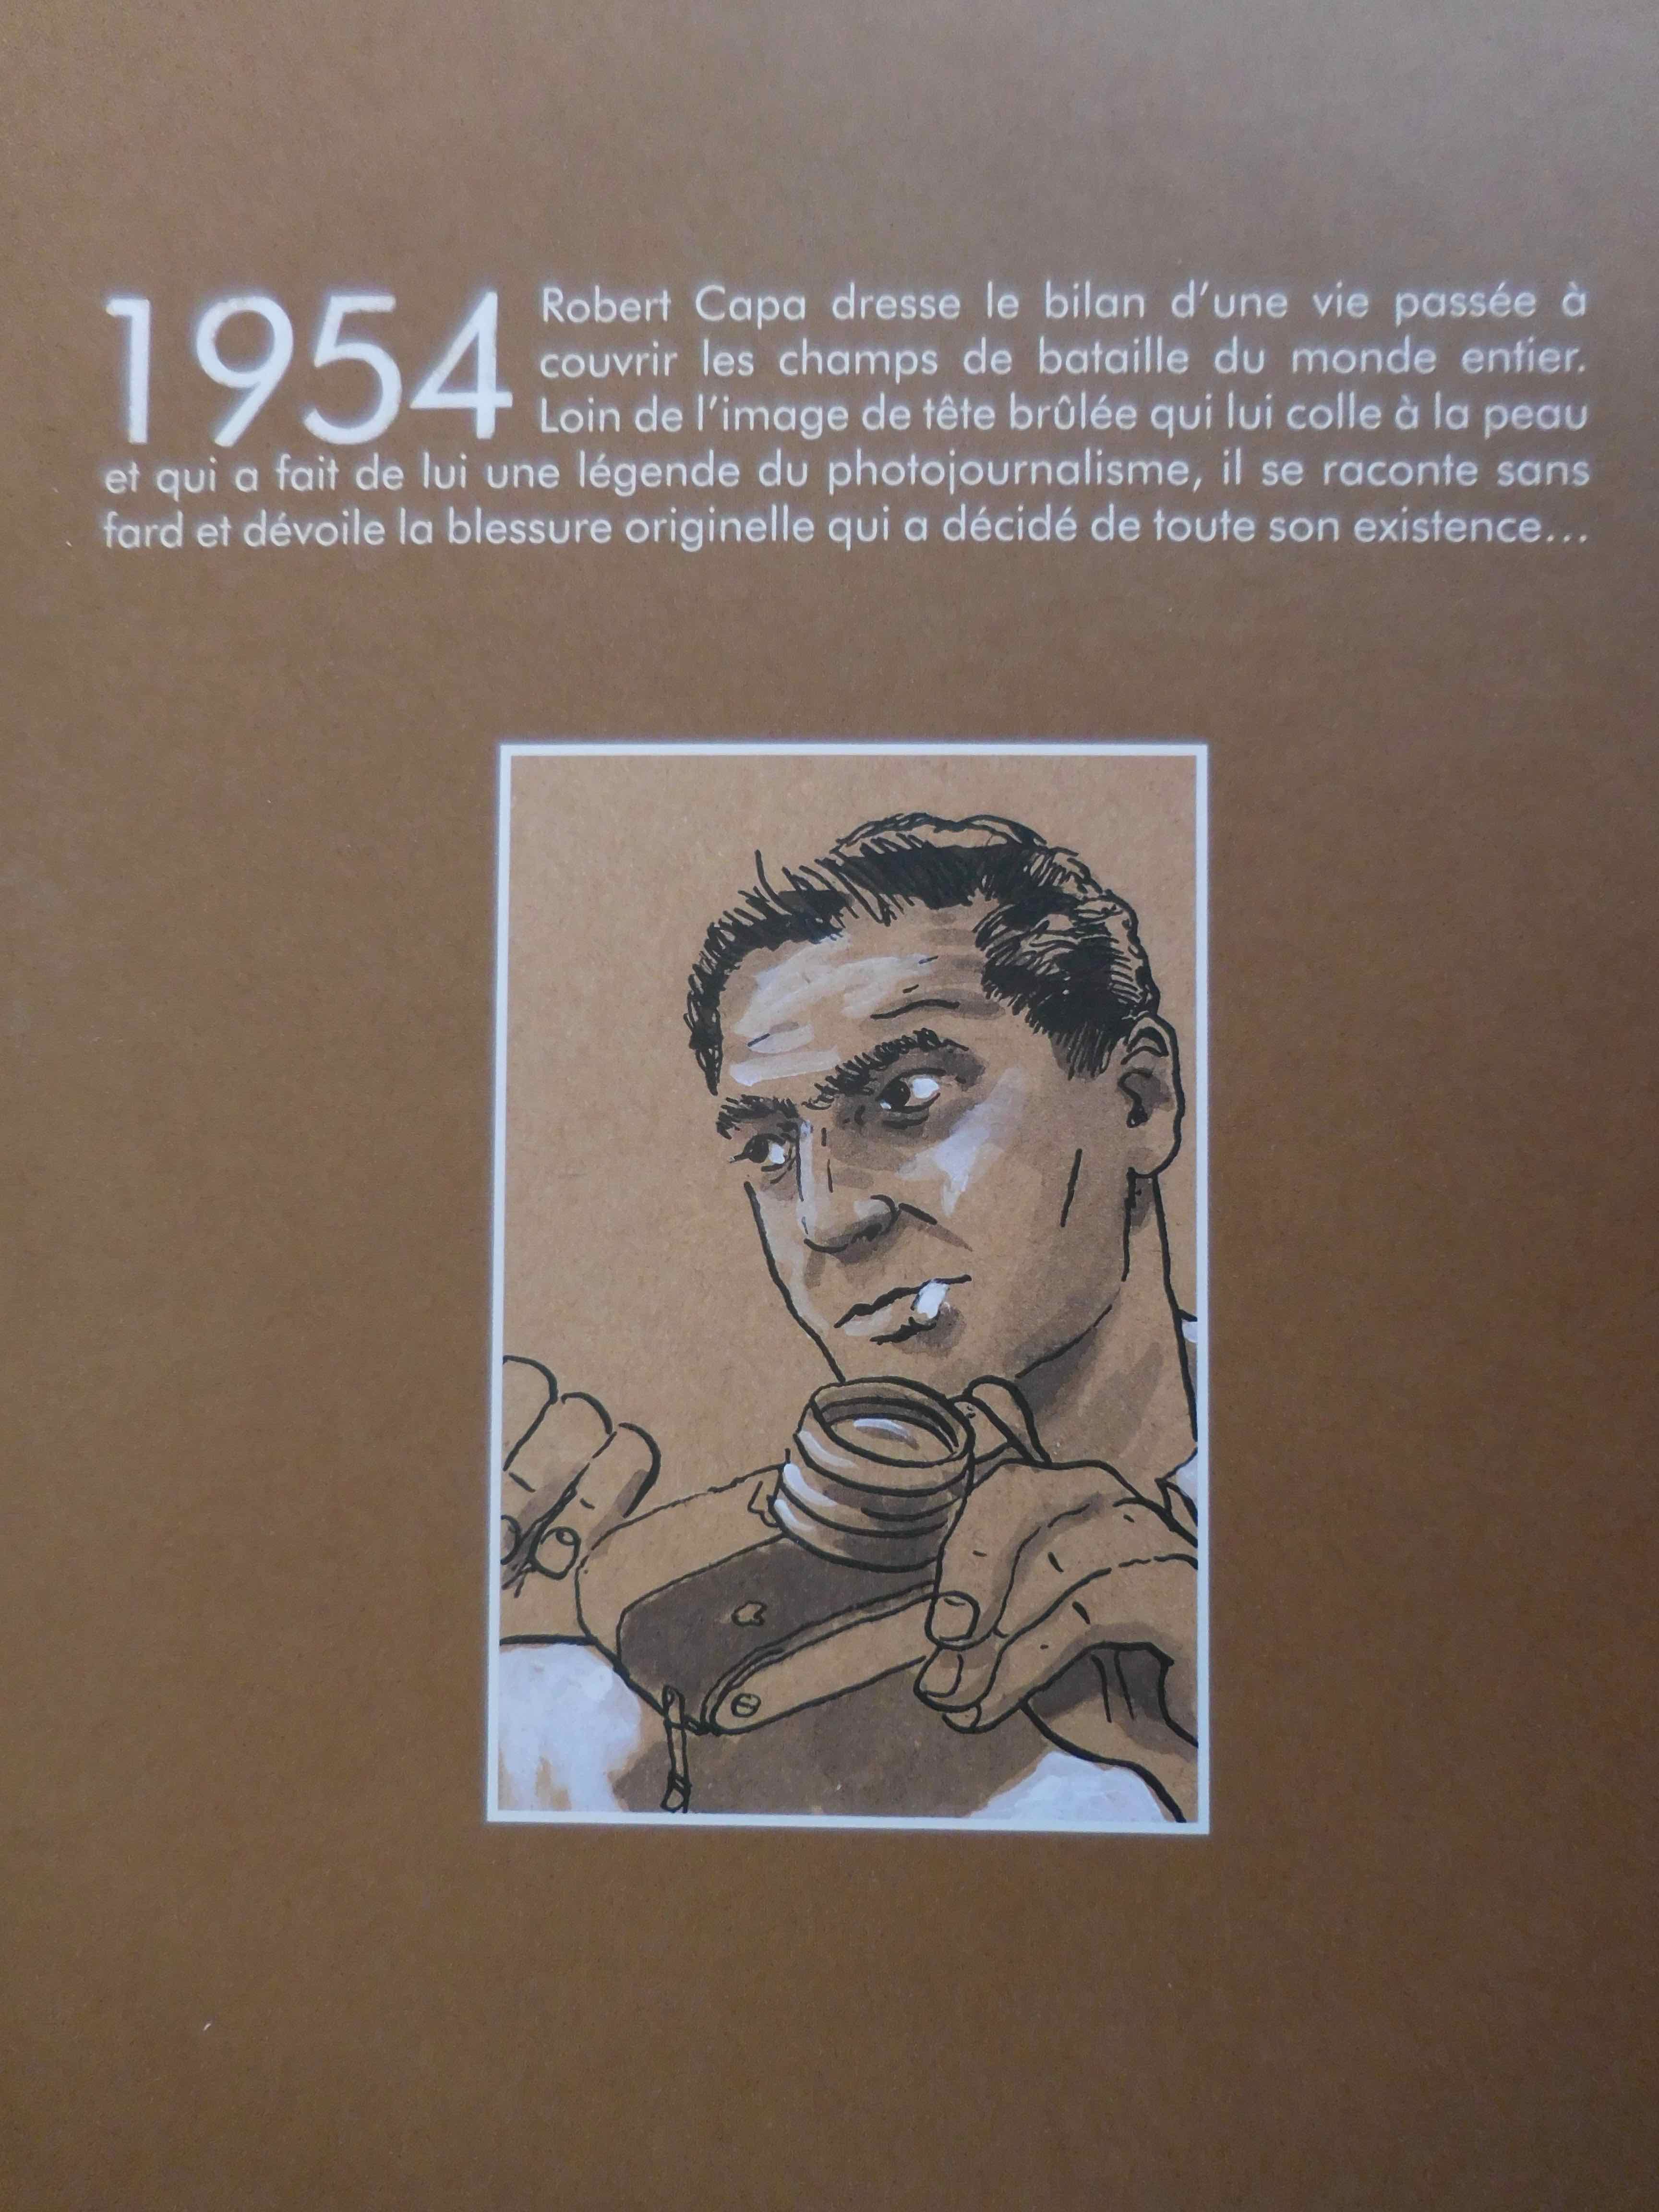 1954 Robert Capa dresse le bilan d'une vie passée à
couvrir les champs de bataille du monde entier.
Loin de l'image de tête brûlée qui lui colle à la peau
et qui a fait de lui une légende du photojournalisme, il se raconte sans
fard et dévoile la blessure originelle qui a décidé de toute son existence...